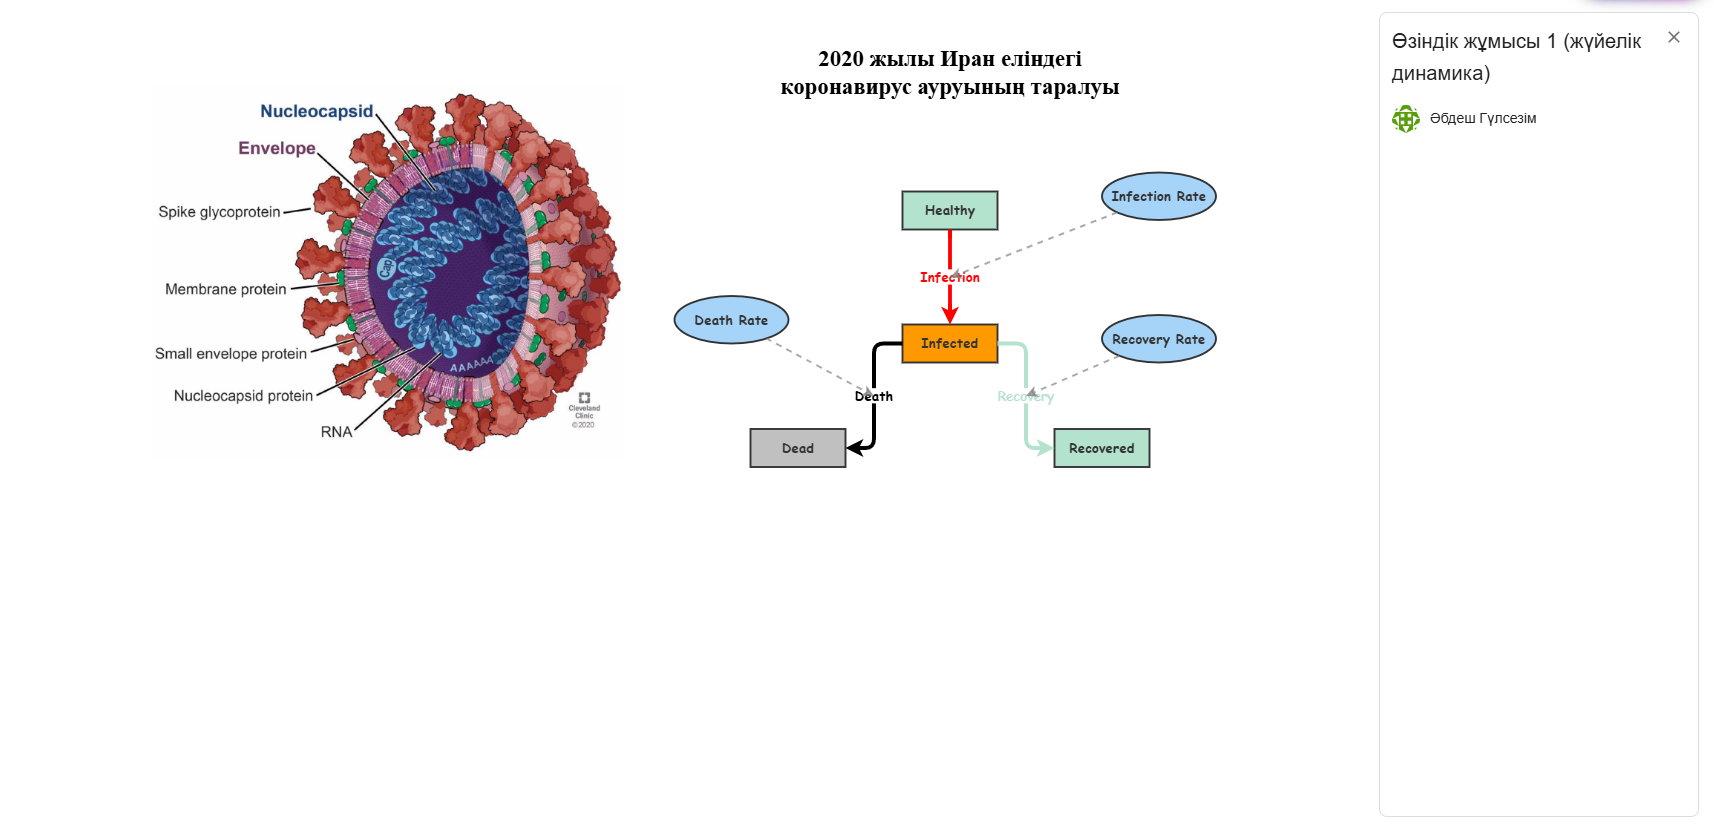 2020 жылы Иран еліндегі
коронавирус ауруының таралуы
Nucleocapsid
Envelope
Spike glycoprotein
Membrane protein
Small envelope protein
Nucleocapsid protein
RNA
Cap
AAAAAA
Cleveland
Clinic
©2020
Healthy
Infection Rate
Infection
Death Rate
Infected
Recovery Rate
Death
Recovery
Dead
Recovered
Өзіндік жұмысы 1 (жүйелік
динамика)
Әбдеш Гүлсезім